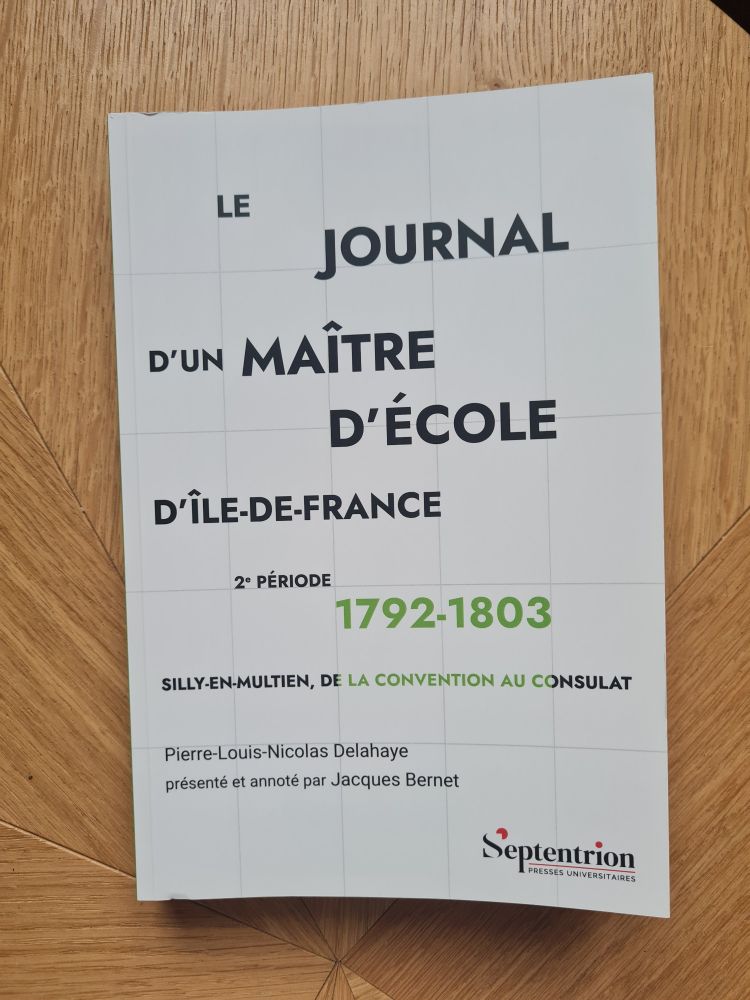 LE
JOURNAL
D'UN MAÎTRE
D'ÉCOLE
D'ÎLE-DE-FRANCE
2e PÉRIODE
1792-1803
SILLY-EN-MULTIEN, DE LA CONVENTION AU CONSULAT
Pierre-Louis-Nicolas Delahaye
présenté et annoté par Jacques Bernet
Septentrion
PRESSES UNIVERSITAIRES